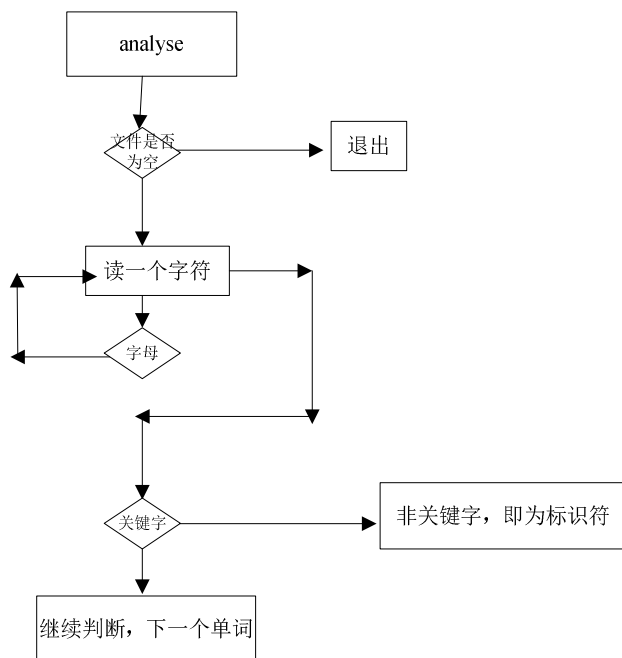 analyse
文件是否
为空
退出
读一个字符
字母
关键字
非关键字，即为标识符
继续判断，下一个单词